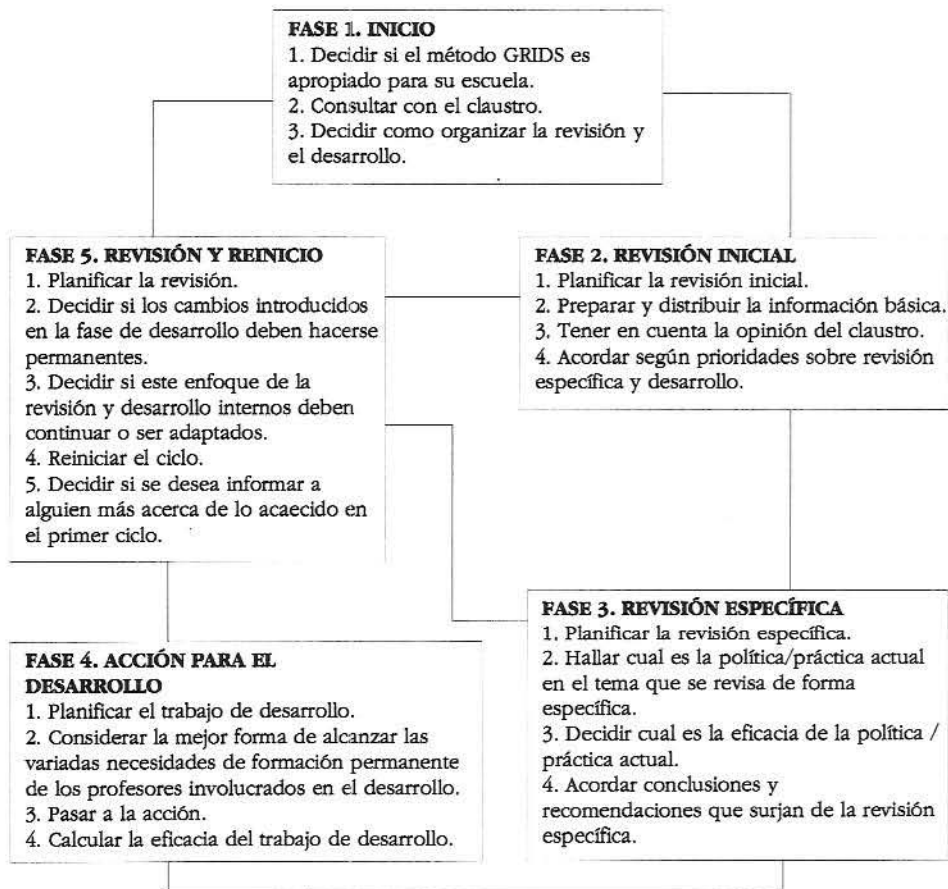 FASE 1. INICIO
1. Decidir si el método GRIDS es
apropiado para su escuela.
2. Consultar con el claustro.
3. Decidir como organizar la revisión y
el desarrollo.
FASE 5. REVISIÓN Y REINICIO
1. Planificar la revisión.
2. Decidir si los cambios introducidos
en la fase de desarrollo deben hacerse
permanentes.
3. Decidir si este enfoque de la
revisión y desarrollo internos deben
continuar o ser adaptados.
4. Reiniciar el ciclo.
5. Decidir si se desea informar a
alguien más acerca de lo acaecido en
el primer ciclo.
FASE 2. REVISIÓN INICIAL
1. Planificar la revisión inicial.
2. Preparar y distribuir la información básica.
3. Tener en cuenta la opinión del claustro.
4. Acordar según prioridades sobre revisión
específica y desarrollo.
FASE 4. ACCIÓN PARA EL
DESARROLLO
1. Planificar el trabajo de desarrollo.
2. Considerar la mejor forma de alcanzar las
variadas necesidades de formación permanente
de los profesores involucrados en el desarrollo.
3. Pasar a la acción.
4. Calcular la eficacia del trabajo de desarrollo.
FASE 3. REVISIÓN ESPECÍFICA
1. Planificar la revisión específica.
2. Hallar cual es la política/práctica actual
en el tema que se revisa de forma
específica.
3. Decidir cual es la eficacia de la política /
práctica actual.
4. Acordar conclusiones y
recomendaciones que surjan de la revisión
específica.